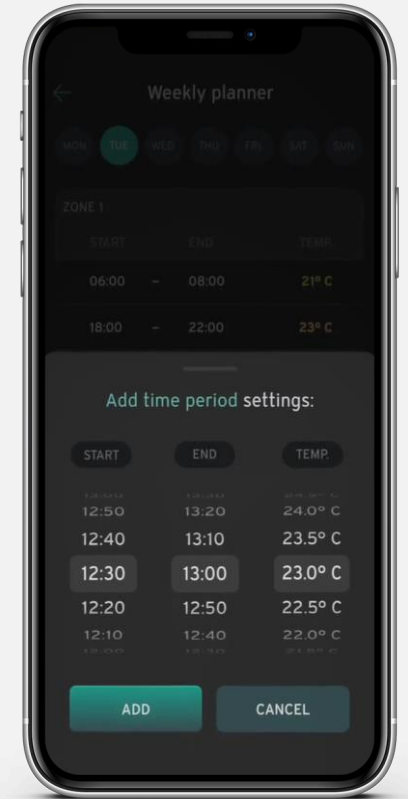 Weekly planner
MON TUE WED THU FRI SAT SUN
ZONE 1
START END TEMP.
06:00 – 08:00 21° C
18:00 – 22:00 23° C
Add time period settings:
START END TEMP.
12:50 13:20 24.0° C
12:40 13:10 23.5° C
12:30 13:00 23.0° C
12:20 12:50 22.5° C
12:10 12:40 22.0° C
ADD CANCEL